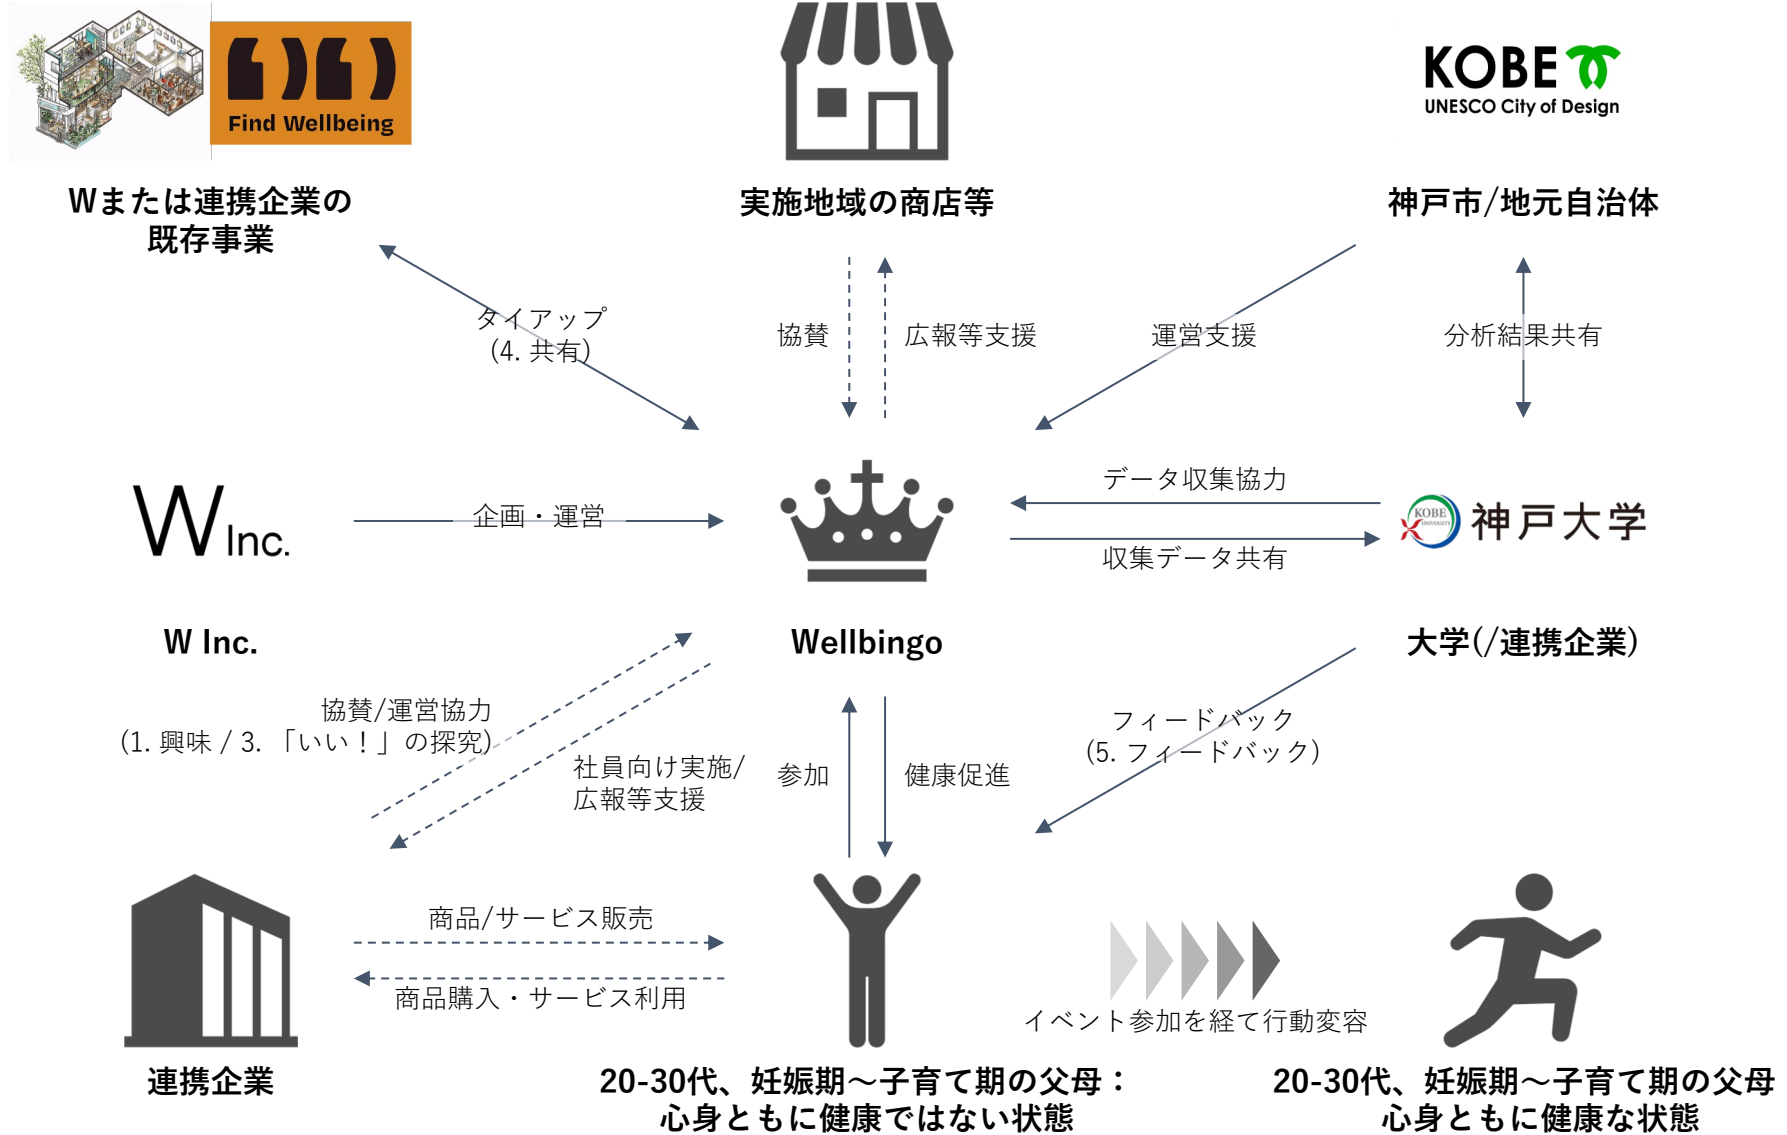 Find Wellbeing
KOBE
UNESCO City of Design
Wまたは連携企業の
既存事業
実施地域の商店等
神戸市/地元自治体
タイアップ
(4. 共有)
協賛
広報等支援
運営支援
分析結果共有
W Inc.
企画・運営
データ収集協力
収集データ共有
KOBE
UNIVERSITY
神戸大学
W Inc.
Wellbingo
大学(/連携企業)
協賛/運営協力
(1. 興味 / 3. 「いい！」の探究)
社員向け実施/
広報等支援
参加
健康促進
フィードバック
(5. フィードバック)
商品/サービス販売
商品購入・サービス利用
イベント参加を経て行動変容
連携企業
20-30代、妊娠期～子育て期の父母：
心身ともに健康ではない状態
20-30代、妊娠期～子育て期の父母
心身ともに健康な状態